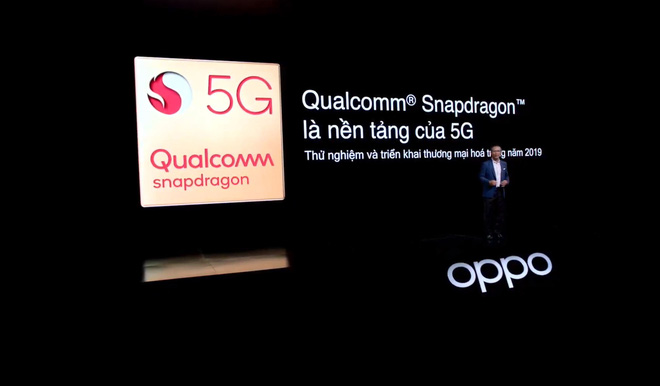 5G
Qualcomm
snapdragon
Qualcomm® Snapdragon™
là nền tảng của 5G
Thử nghiệm và triển khai thương mại hoá năm 2019
oppo